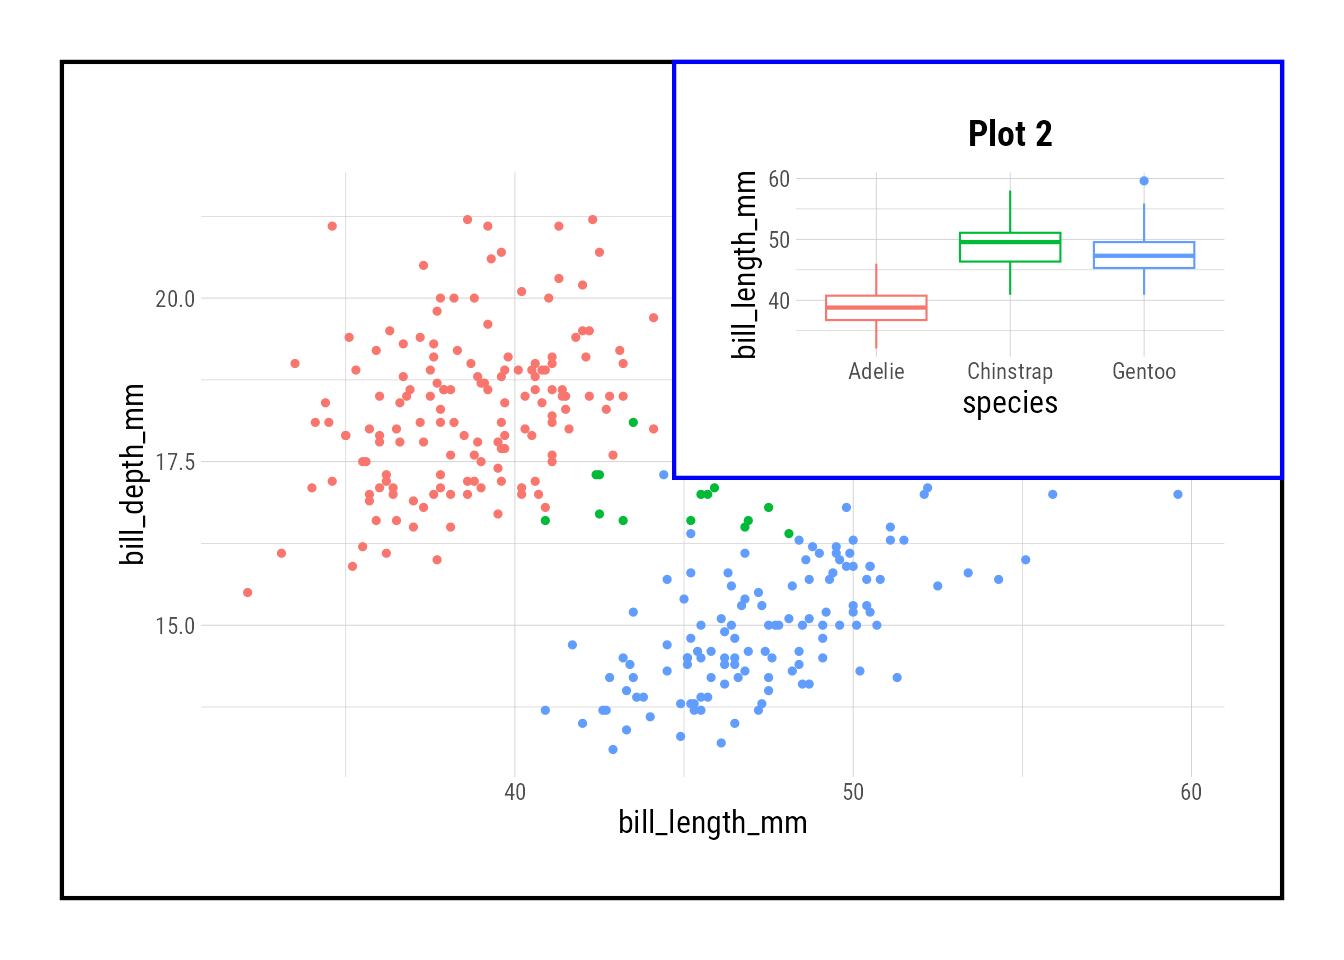 Plot 2
bill_length_mm
60
50
40
Adelie Chinstrap Gentoo
species
bill_depth_mm
20.0
17.5
15.0
40 50 60
bill_length_mm